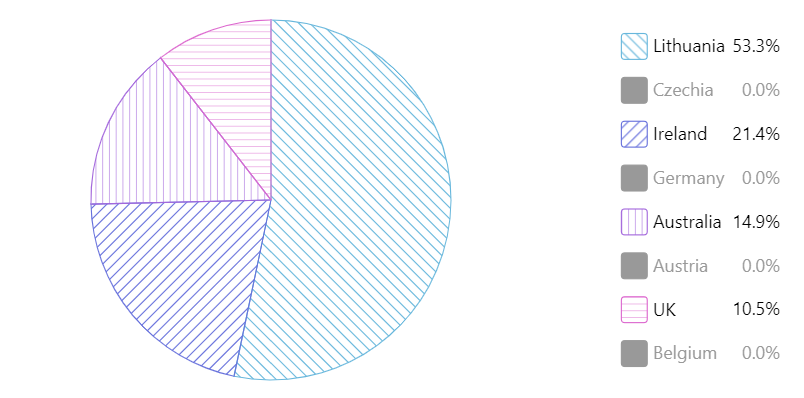 Lithuania 53.3%
Czechia 0.0%
Ireland 21.4%
Germany 0.0%
Australia 14.9%
Austria 0.0%
UK 10.5%
Belgium 0.0%